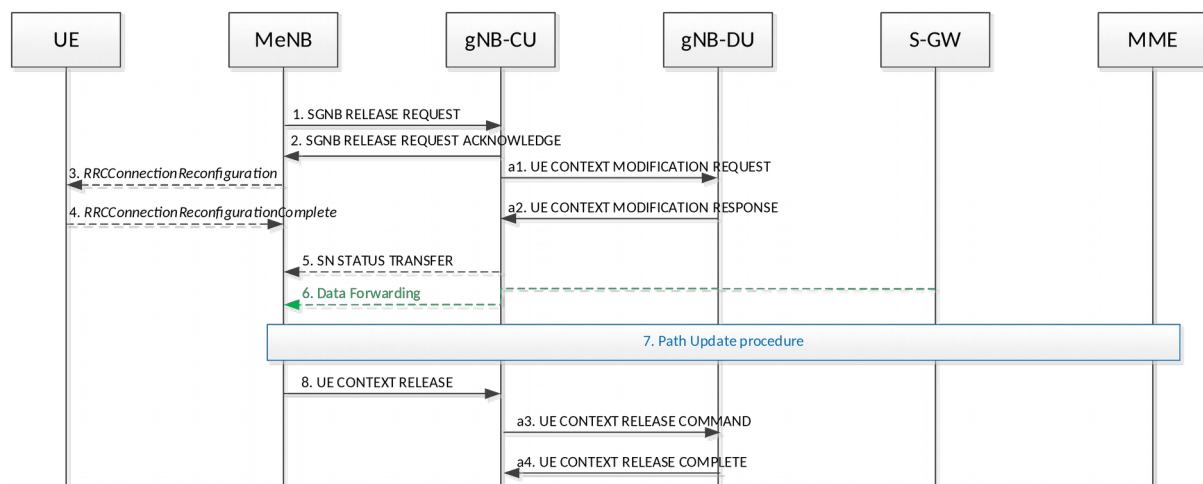 UE
MeNB
gNB-CU
gNB-DU
S-GW
MME
1. SGNB RELEASE REQUEST
2. SGNB RELEASE REQUEST ACKNOWLEDGE
a1. UE CONTEXT MODIFICATION REQUEST
3. RRCConnectionReconfiguration
a2. UE CONTEXT MODIFICATION RESPONSE
4. RRCConnectionReconfigurationComplete
5. SN STATUS TRANSFER
6. Data Forwarding
7. Path Update procedure
8. UE CONTEXT RELEASE
a3. UE CONTEXT RELEASE COMMAND
a4. UE CONTEXT RELEASE COMPLETE